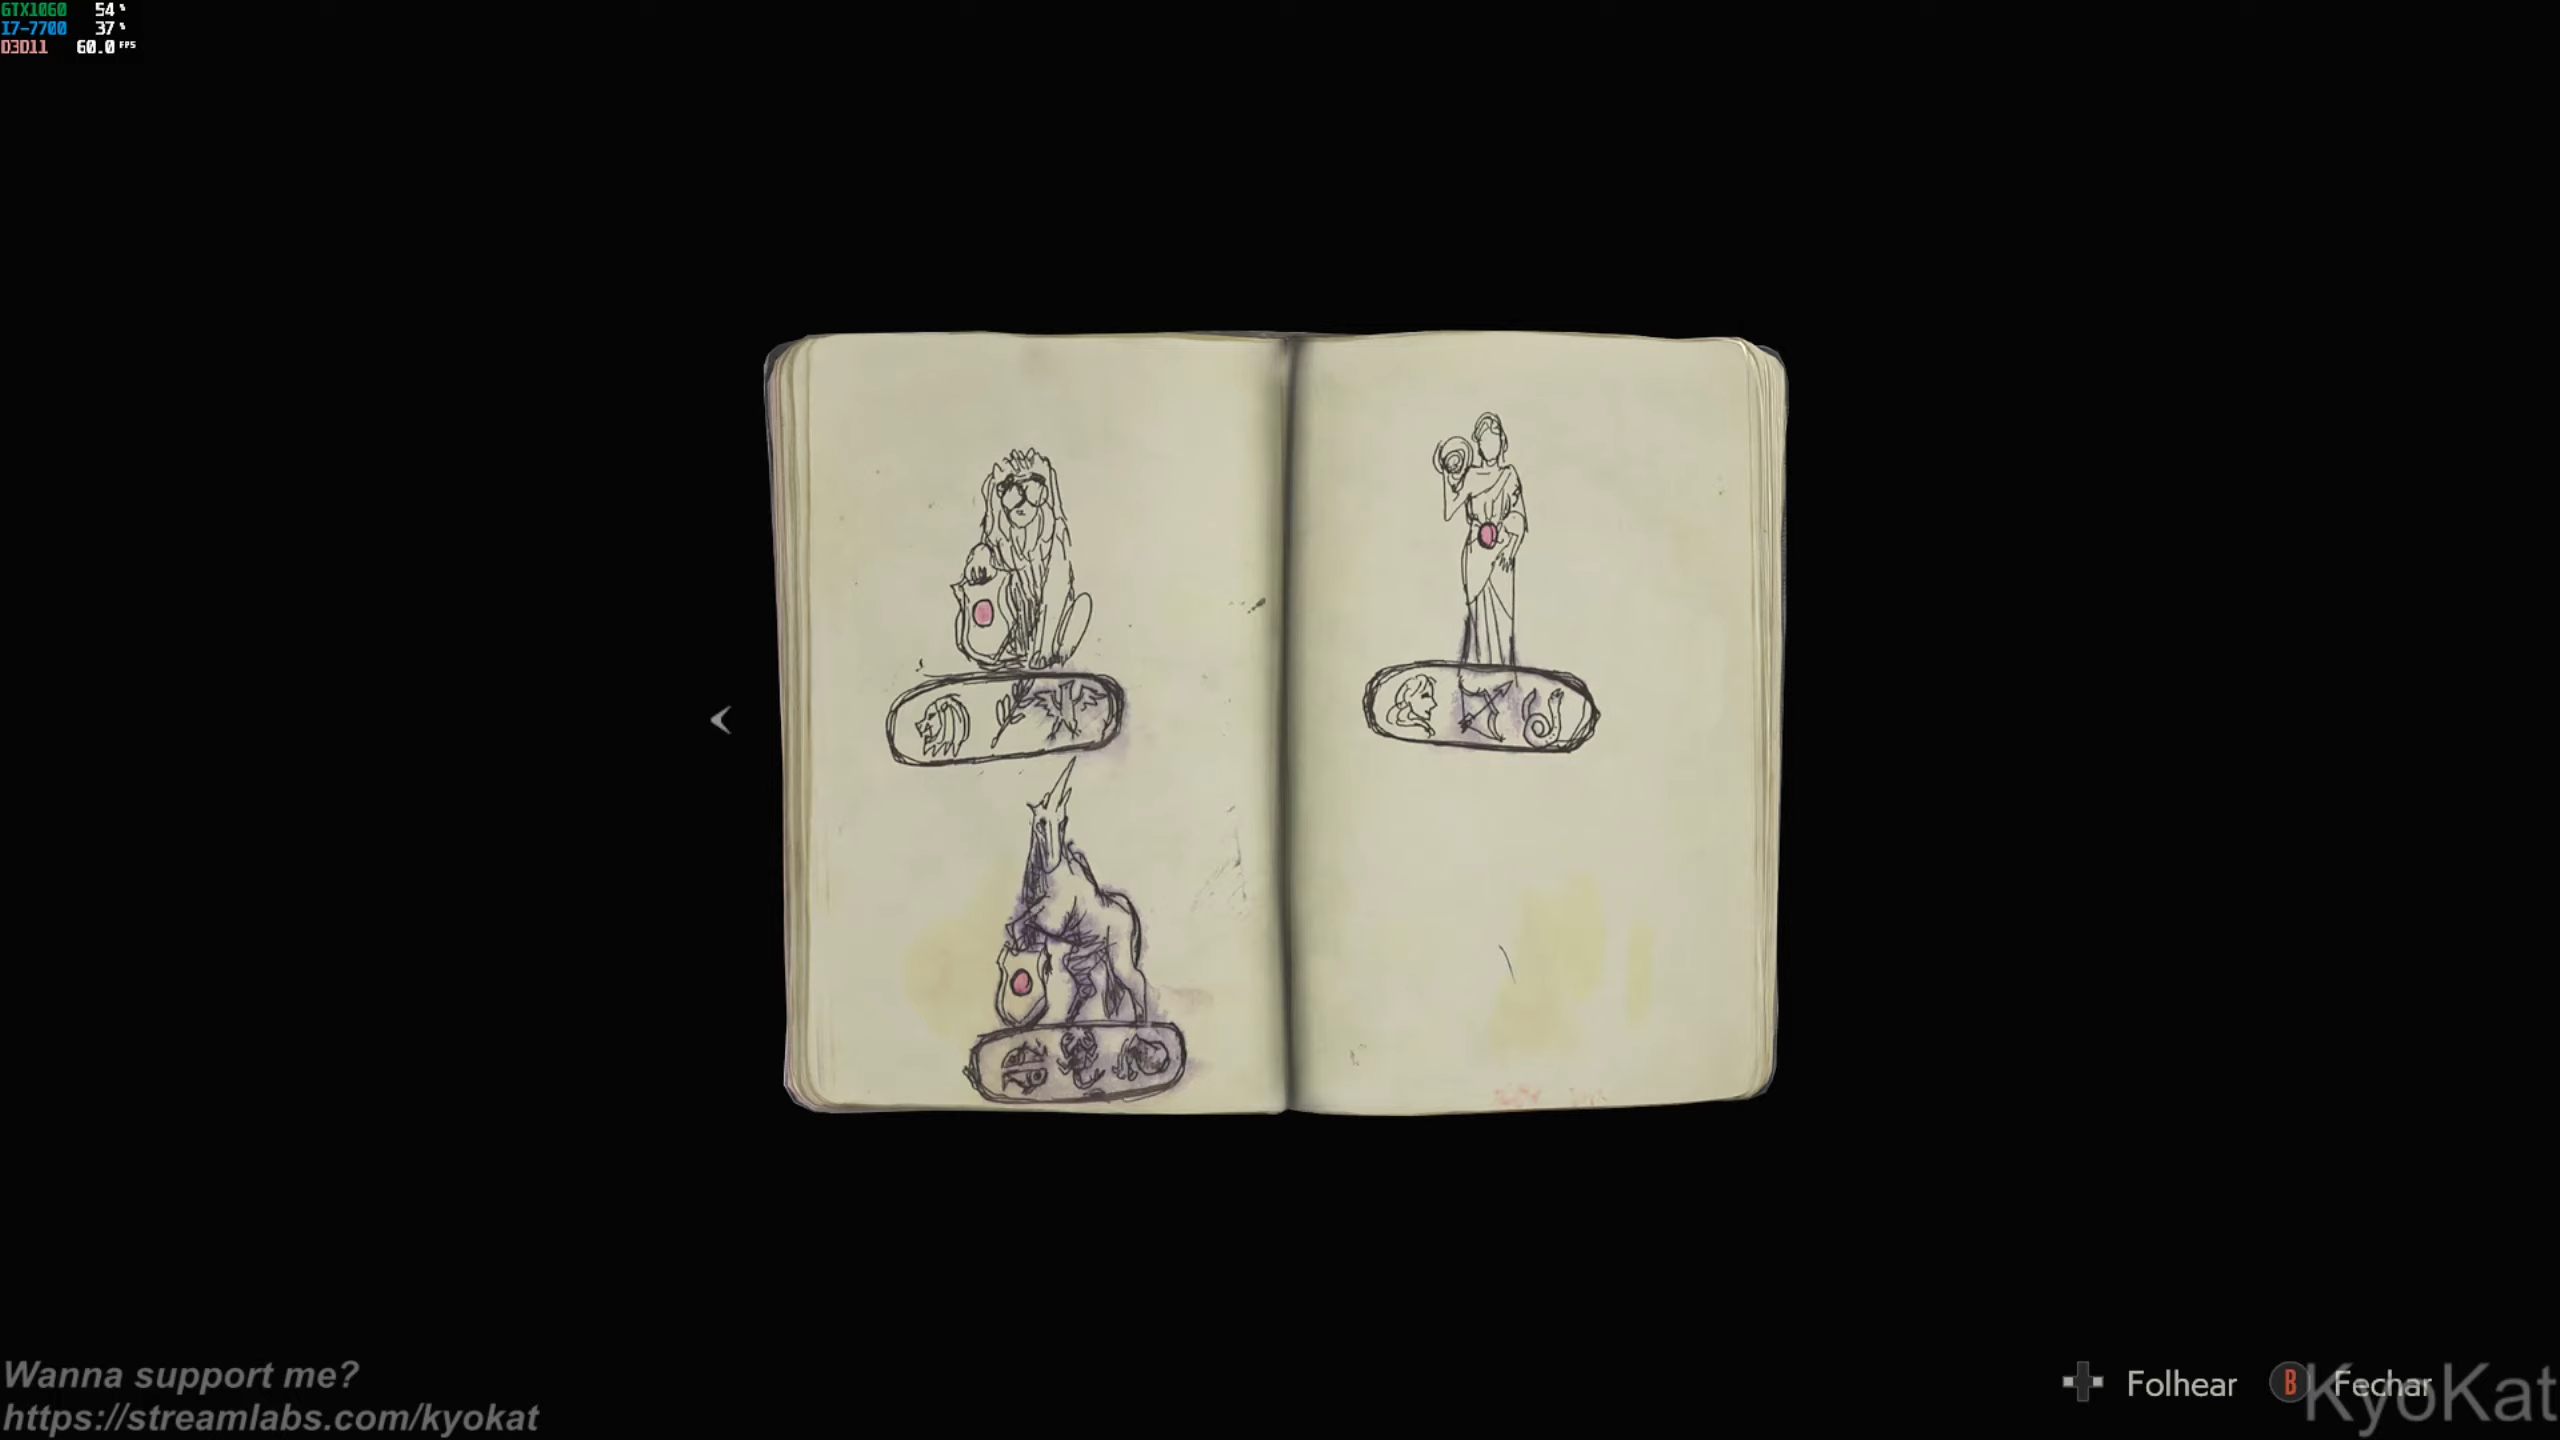 GTX1060 54 %
I7-7700 37 %
D3D11 60.0 FPS
Wanna support me?
https://streamlabs.com/kyokat
Folhear B Fechar
KyoKat